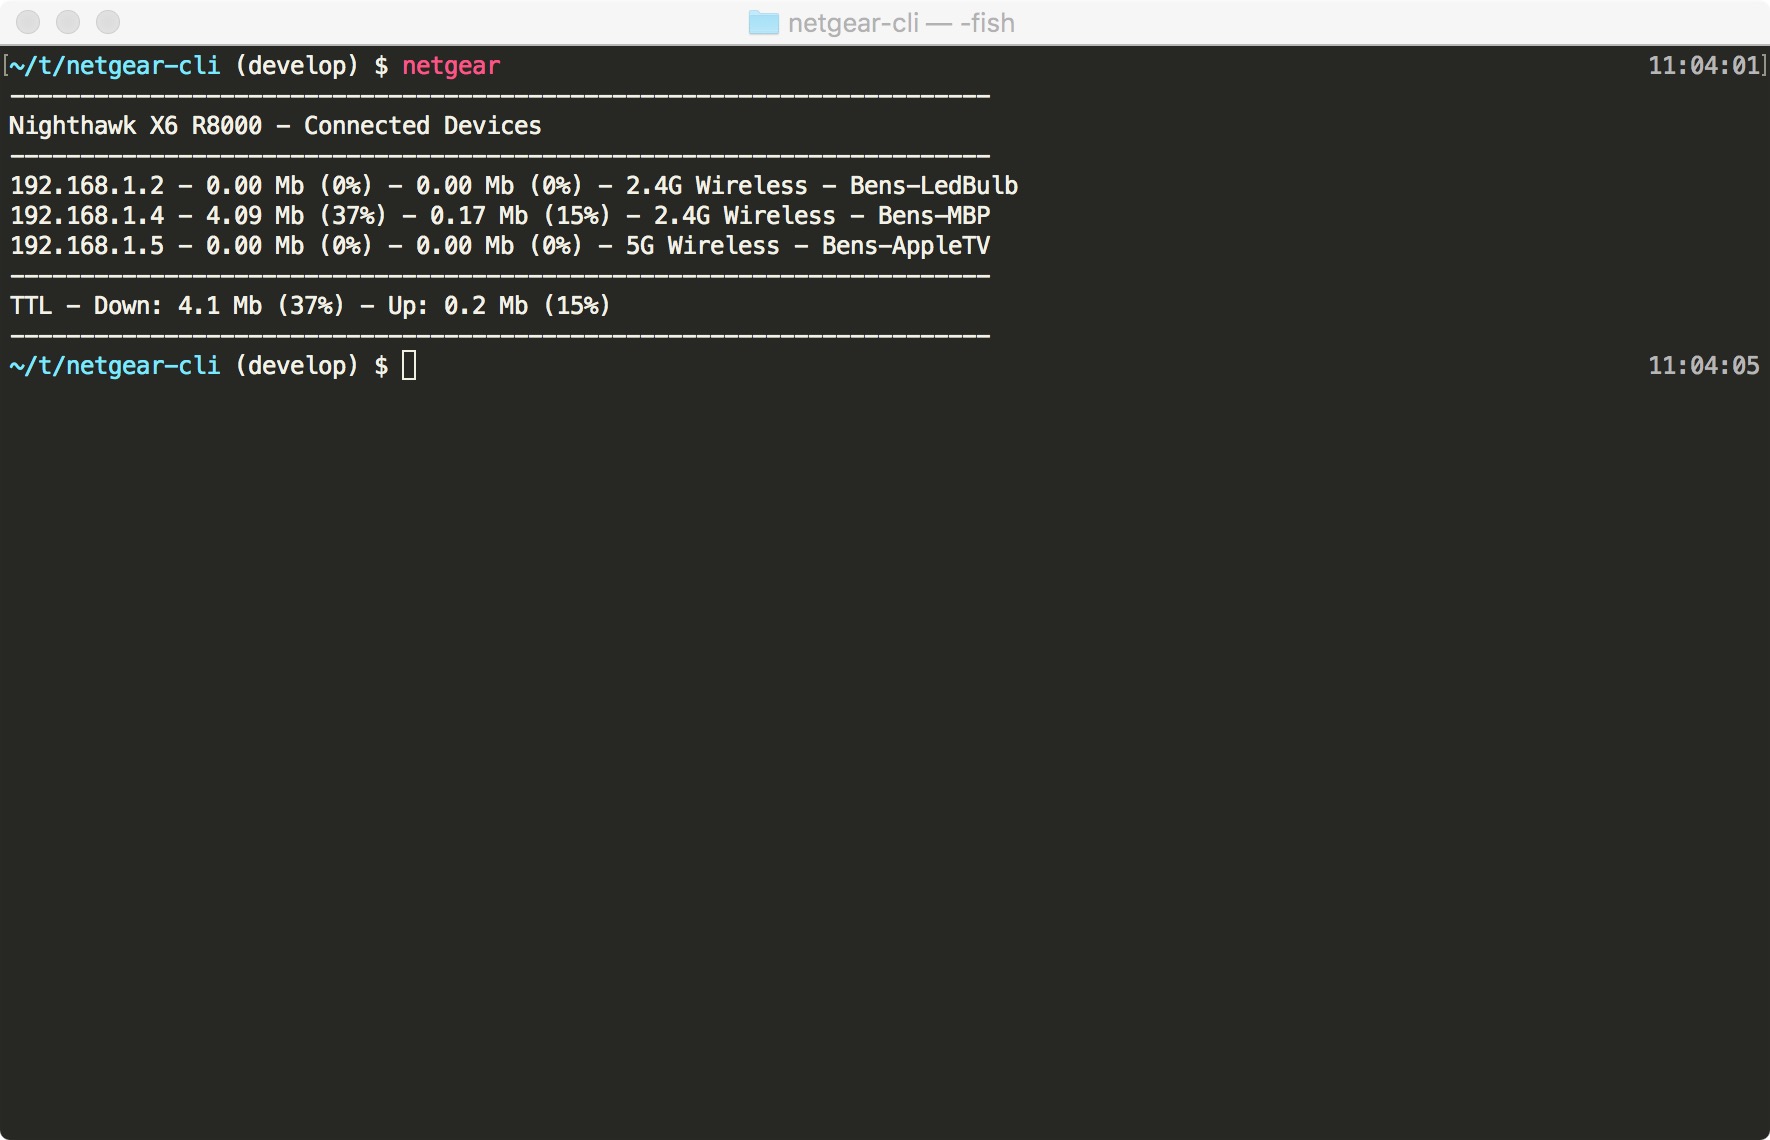 netgear-cli — -fish
[~/t/netgear-cli (develop) $ netgear 11:04:01]
----------------------------------------------------------------------
Nighthawk X6 R8000 - Connected Devices
----------------------------------------------------------------------
192.168.1.2 - 0.00 Mb (0%) - 0.00 Mb (0%) - 2.4G Wireless - Bens-LedBulb
192.168.1.4 - 4.09 Mb (37%) - 0.17 Mb (15%) - 2.4G Wireless - Bens-MBP
192.168.1.5 - 0.00 Mb (0%) - 0.00 Mb (0%) - 5G Wireless - Bens-AppleTV
----------------------------------------------------------------------
TTL - Down: 4.1 Mb (37%) - Up: 0.2 Mb (15%)
----------------------------------------------------------------------
~/t/netgear-cli (develop) $ 11:04:05